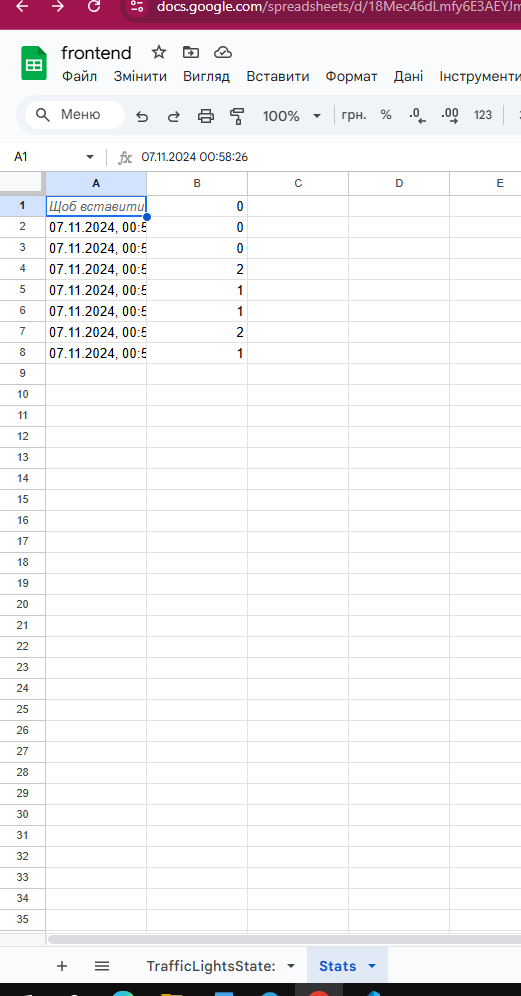 docs.google.com/spreadsheets/d/18Mec46dLmfy6E3AEYJm
frontend
Файл Змінити Вигляд Вставити Формат Дані Інструменти
Меню 100% грн. % .0 .00 123
A1 fx 07.11.2024 00:58:26
A B C D E
1 Щоб вставити 0
2 07.11.2024, 00:5 0
3 07.11.2024, 00:5 0
4 07.11.2024, 00:5 2
5 07.11.2024, 00:5 1
6 07.11.2024, 00:5 1
7 07.11.2024, 00:5 2
8 07.11.2024, 00:5 1
9
10
11
12
13
14
15
16
17
18
19
20
21
22
23
24
25
26
27
28
29
30
31
32
33
34
35
+ TrafficLightsState: Stats